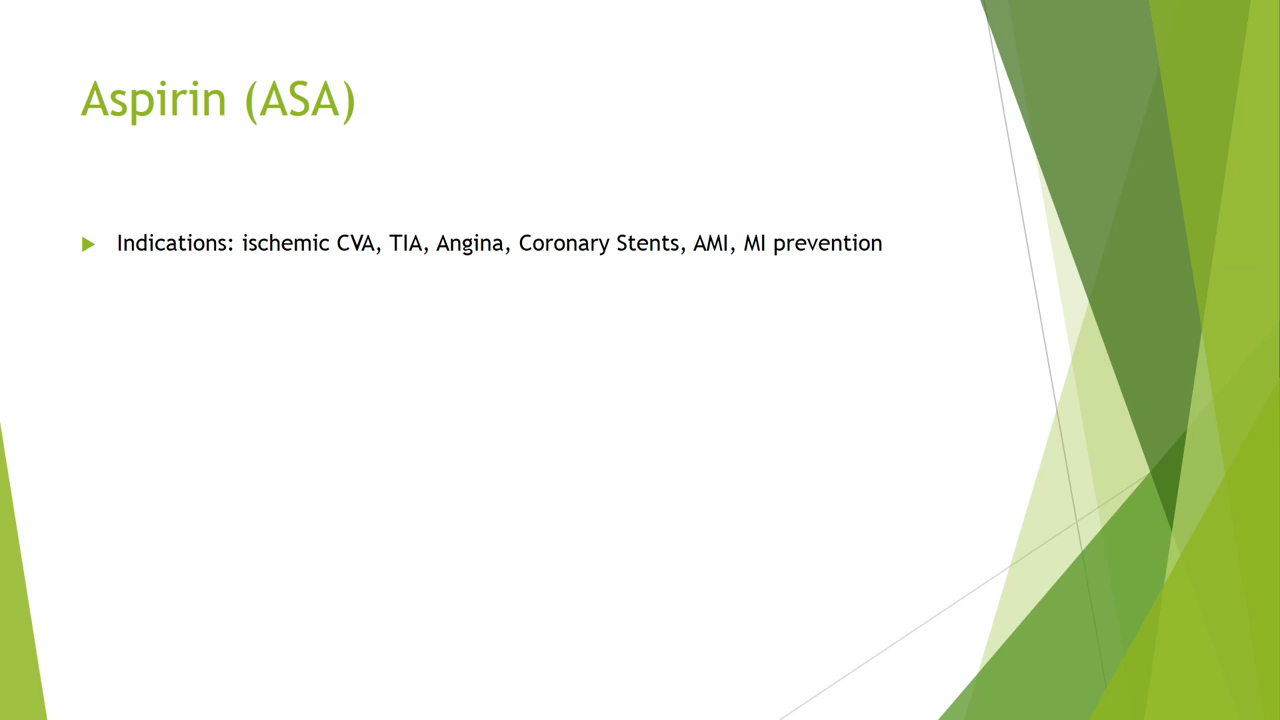 Aspirin (ASA)
Indications: ischemic CVA, TIA, Angina, Coronary Stents, AMI, MI prevention